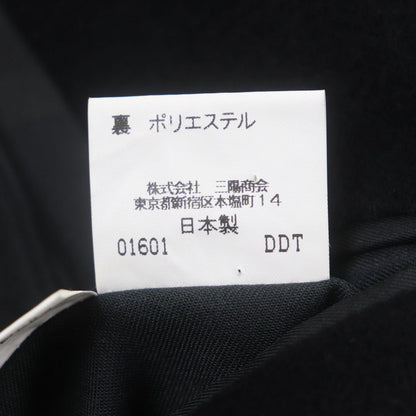 裏 ポリエステル
株式会社 三陽商会
東京都新宿区本塩町14
日本製
01601 DDT